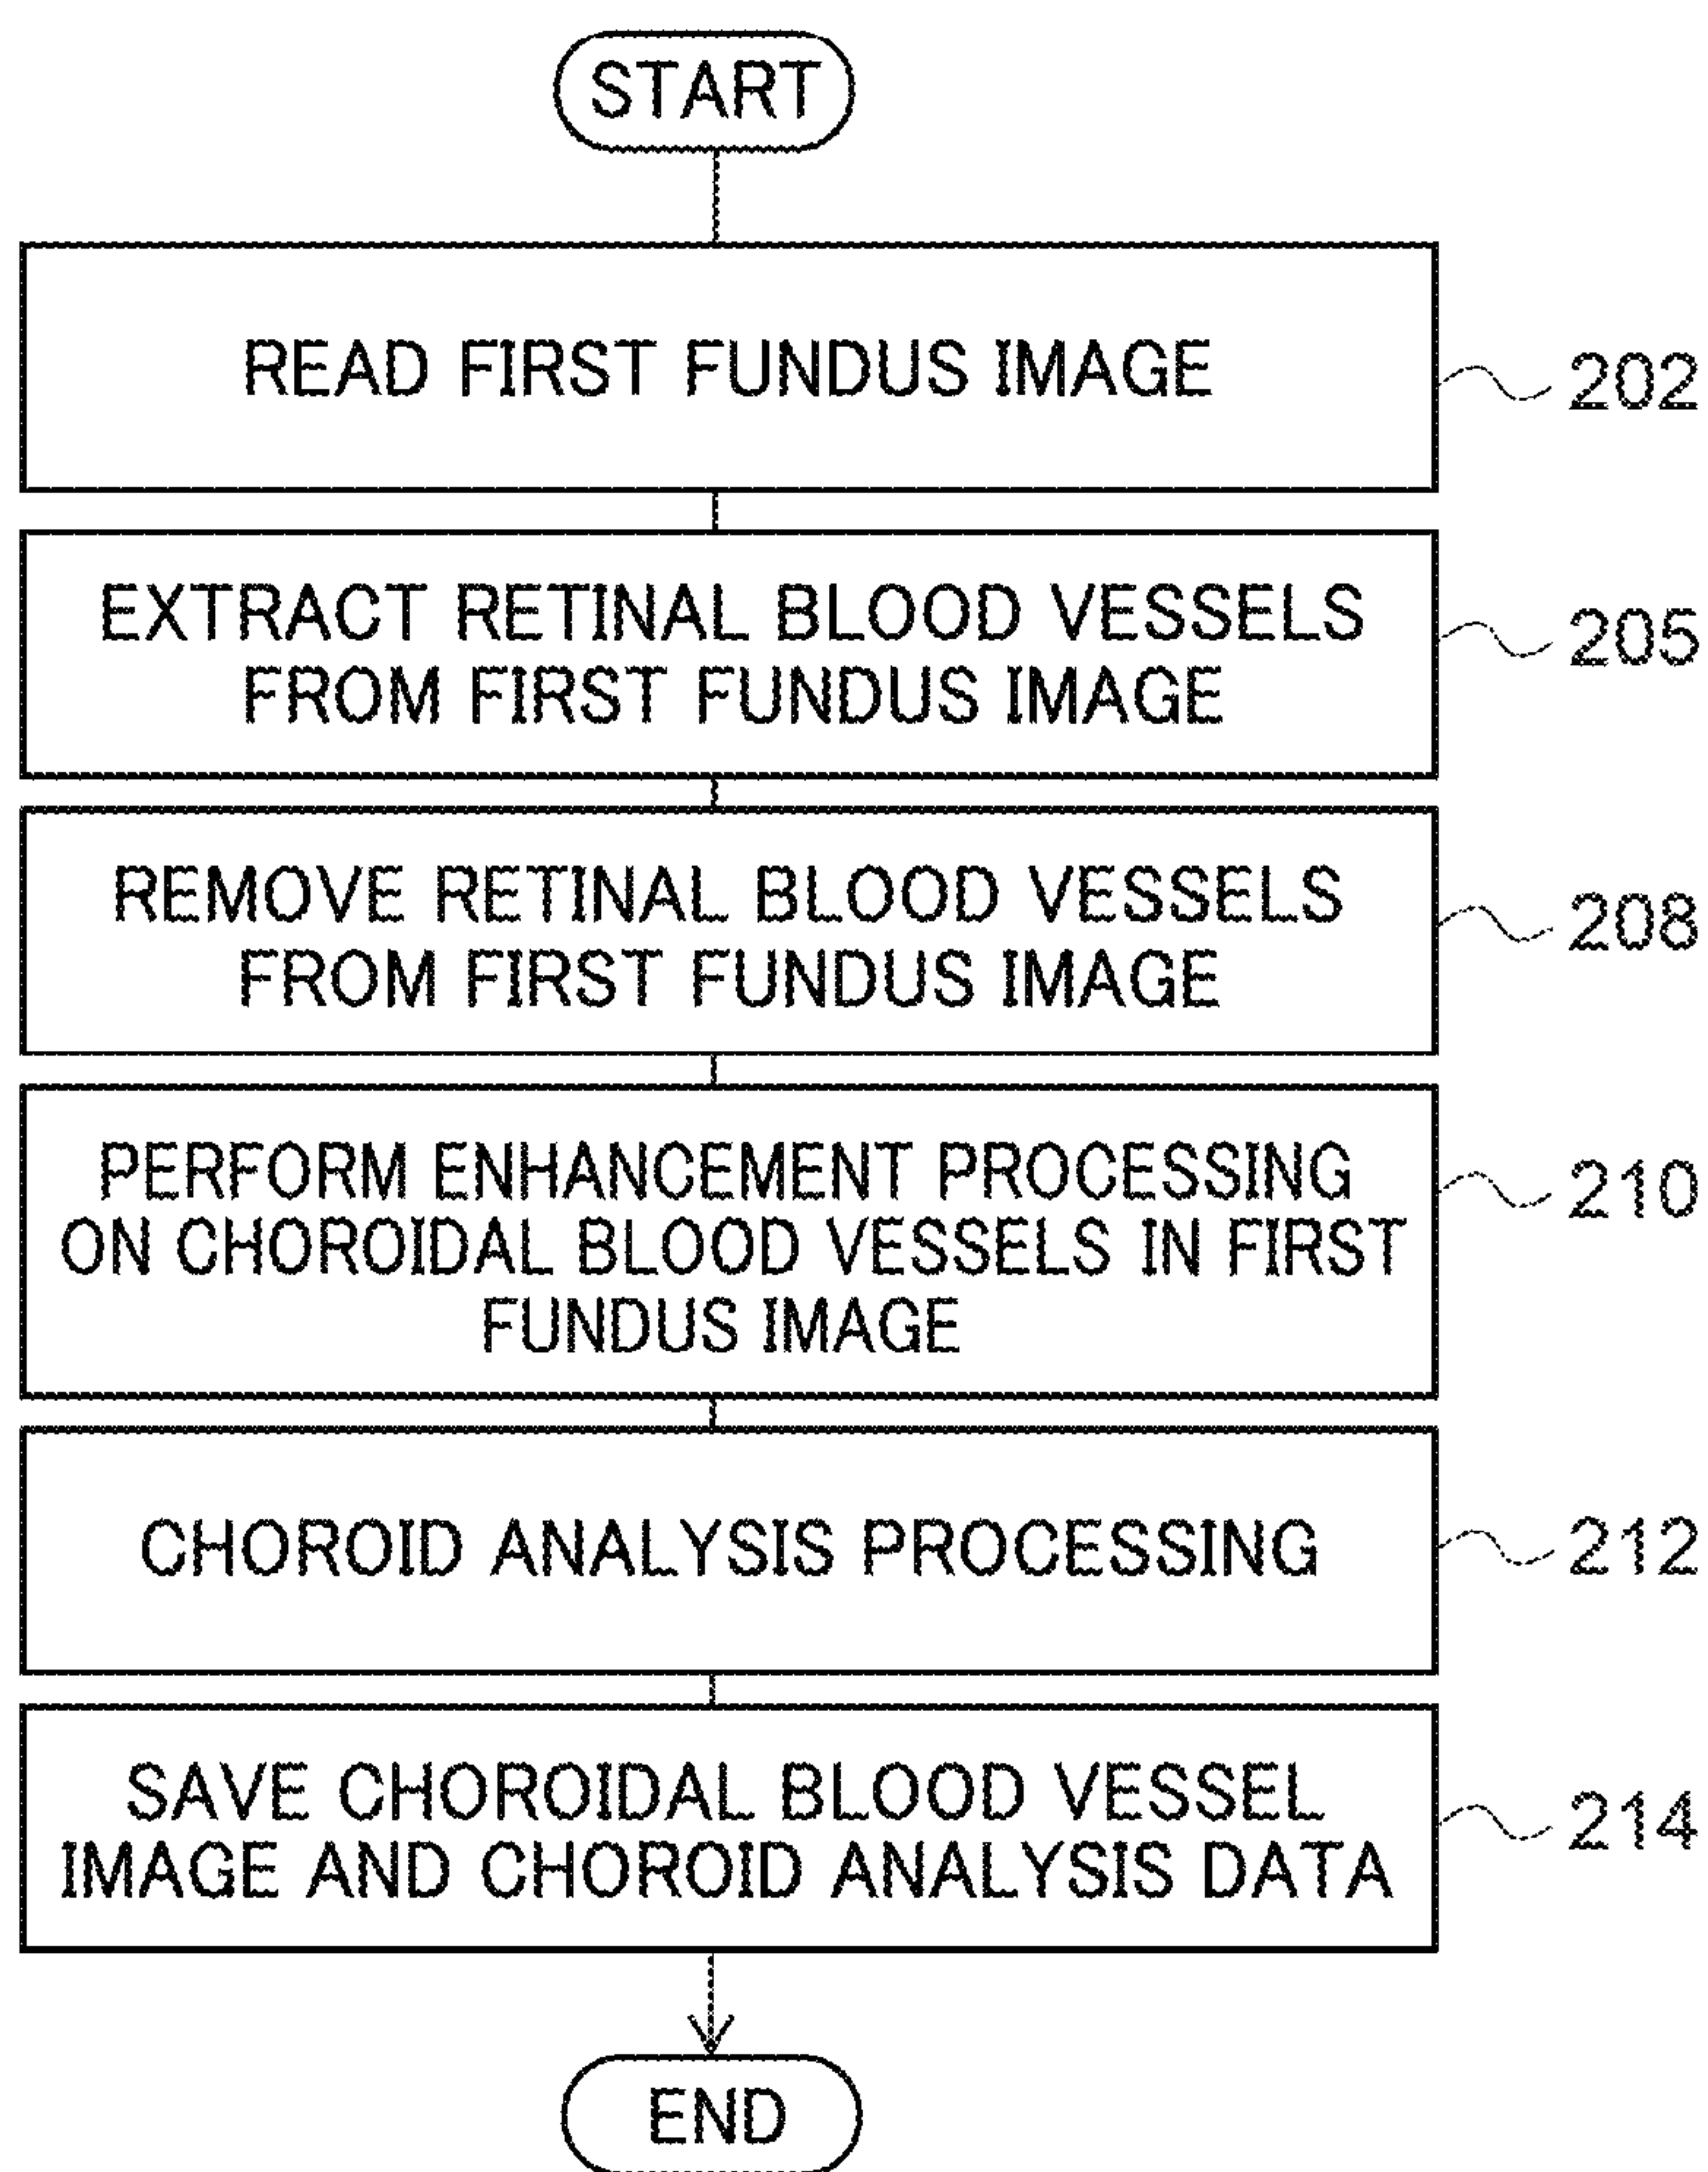 START
READ FIRST FUNDUS IMAGE
202
EXTRACT RETINAL BLOOD VESSELS
FROM FIRST FUNDUS IMAGE
205
REMOVE RETINAL BLOOD VESSELS
FROM FIRST FUNDUS IMAGE
208
PERFORM ENHANCEMENT PROCESSING
ON CHOROIDAL BLOOD VESSELS IN FIRST
FUNDUS IMAGE
210
CHOROID ANALYSIS PROCESSING
212
SAVE CHOROIDAL BLOOD VESSEL
IMAGE AND CHOROID ANALYSIS DATA
214
END